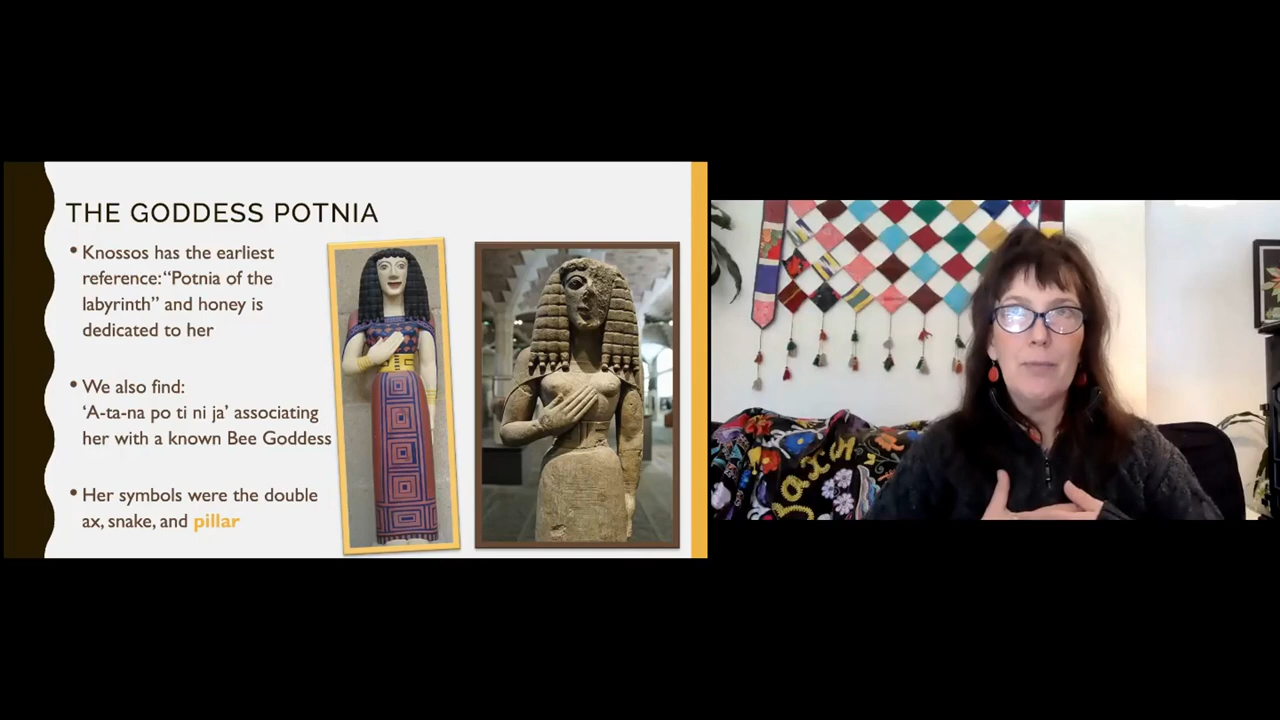 THE GODDESS POTNIA
• Knossos has the earliest
reference: “Potnia of the
labyrinth” and honey is
dedicated to her
• We also find:
‘A-ta-na po ti ni ja’ associating
her with a known Bee Goddess
• Her symbols were the double
ax, snake, and pillar